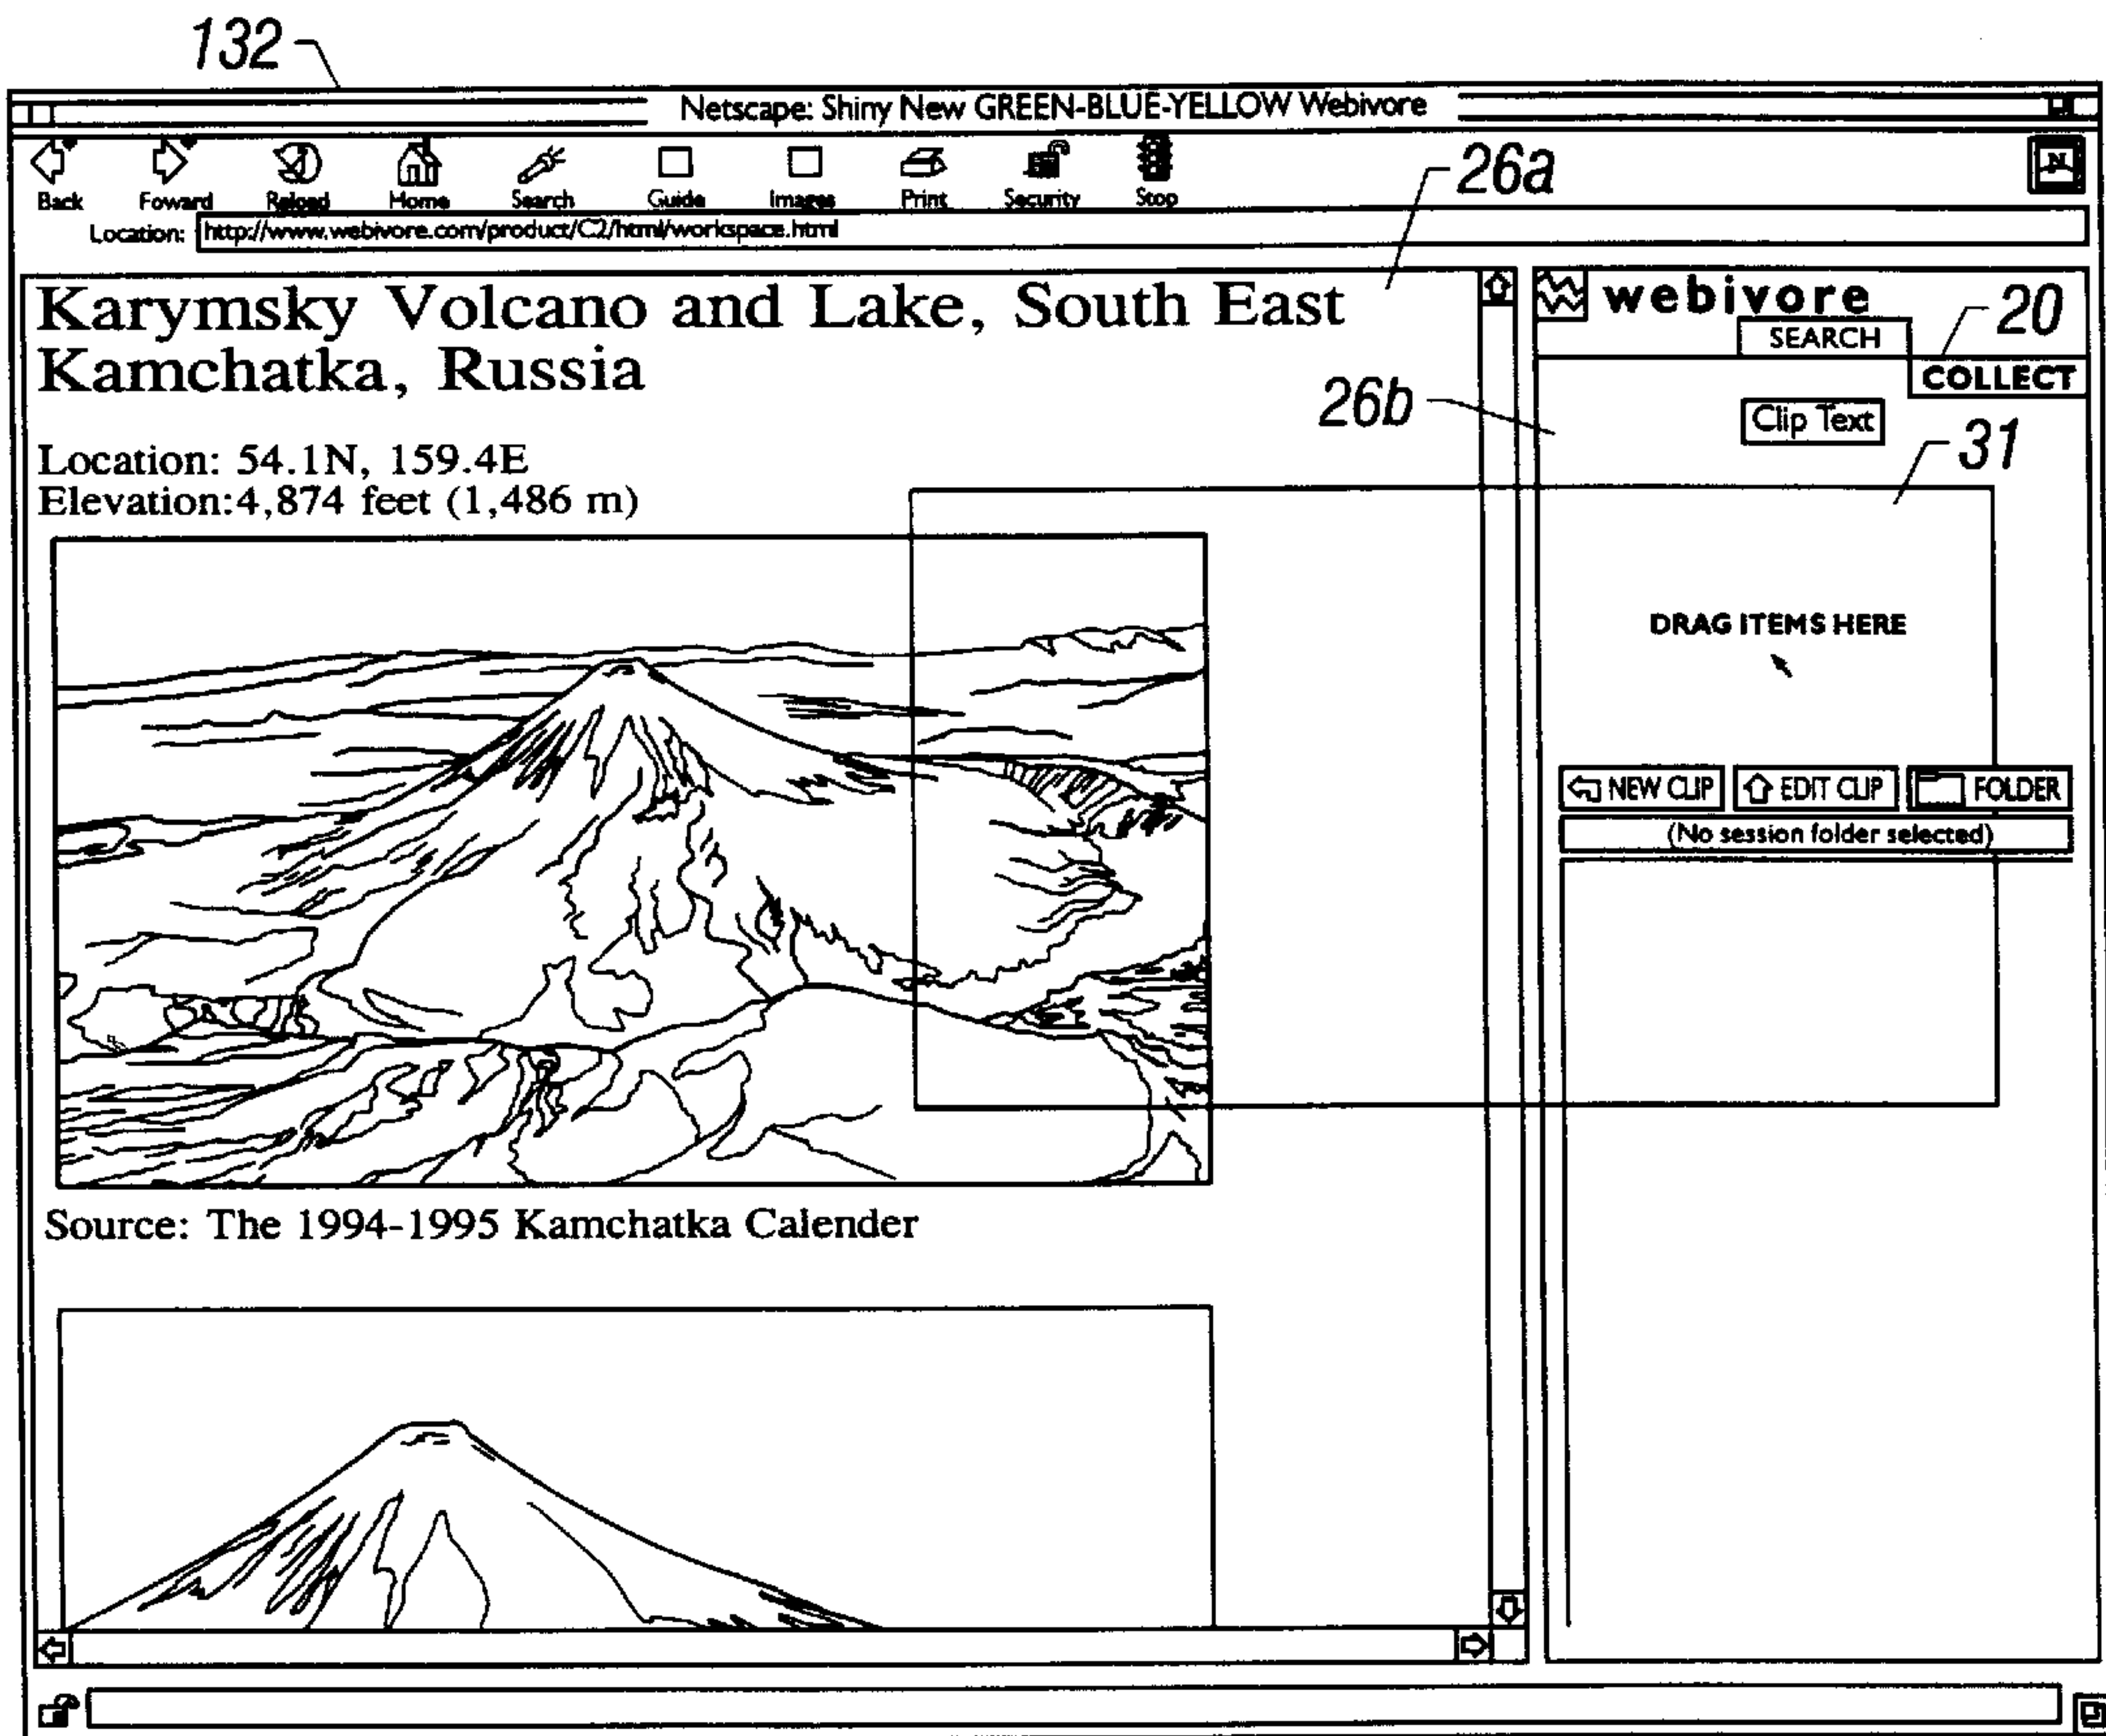 132
Netscape: Shiny New GREEN-BLUE-YELLOW Webivore
Back Foward Reload Home Search Guide Images Print Security Stop
N
26a
Location: http://www.webivore.com/product/C2/html/workspace.html
Karymsky Volcano and Lake, South East
Kamchatka, Russia
Location: 54.1N, 159.4E
Elevation:4,874 feet (1,486 m)
Source: The 1994-1995 Kamchatka Calender
webivore
20
SEARCH
COLLECT
26b
Clip Text
31
DRAG ITEMS HERE
NEW CLIP EDIT CLIP FOLDER
(No session folder selected)